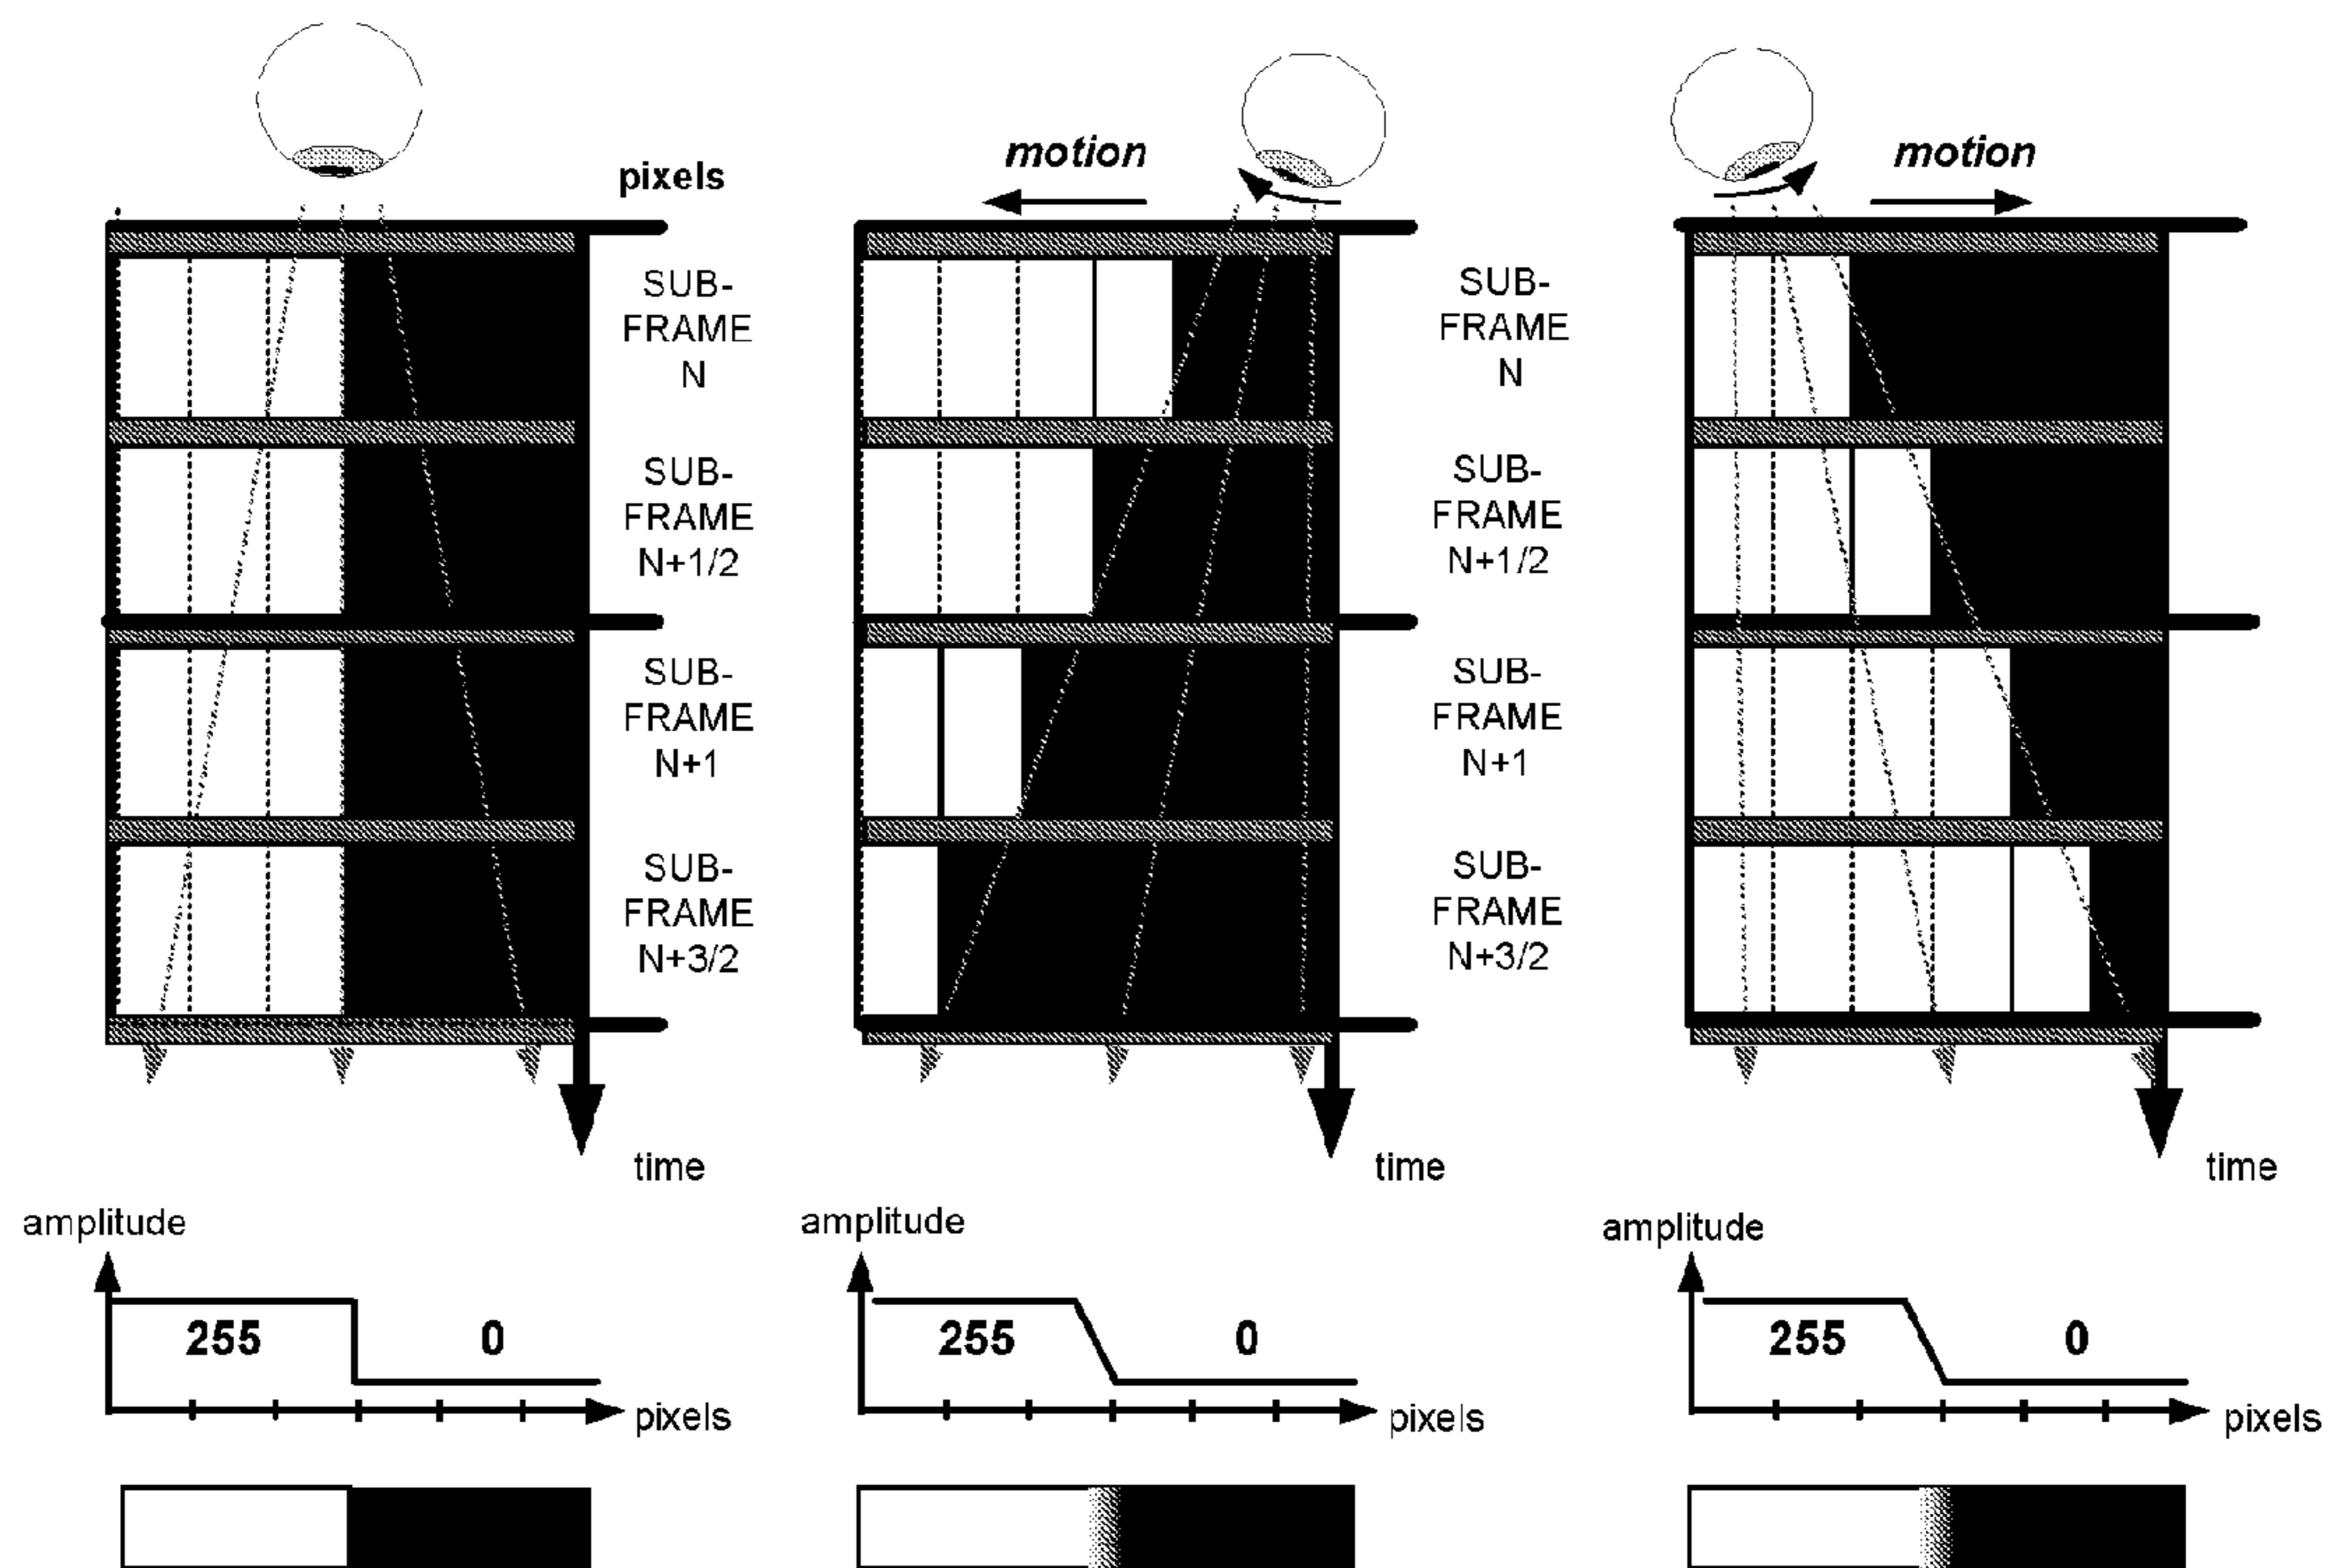 motion
motion
pixels
SUB-
FRAME
N
SUB-
FRAME
N+1/2
SUB-
FRAME
N+1
SUB-
FRAME
N+3/2
SUB-
FRAME
N
SUB-
FRAME
N+1/2
SUB-
FRAME
N+1
SUB-
FRAME
N+3/2
time
time
time
amplitude
255
0
pixels
amplitude
255
0
pixels
amplitude
255
0
pixels